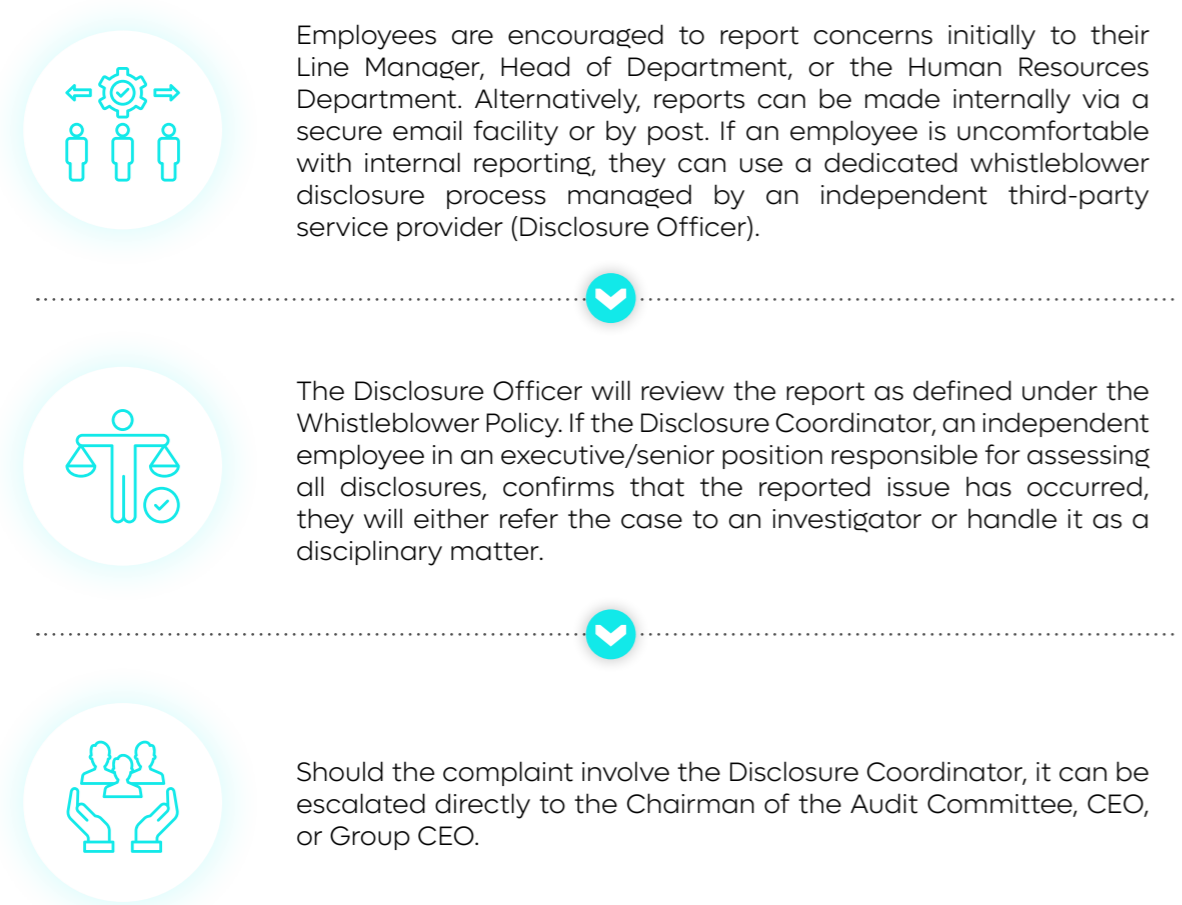 Employees are encouraged to report concerns initially to their
Line Manager, Head of Department, or the Human Resources
Department. Alternatively, reports can be made internally via a
secure email facility or by post. If an employee is uncomfortable
with internal reporting, they can use a dedicated whistleblower
disclosure process managed by an independent third-party
service provider (Disclosure Officer).
The Disclosure Officer will review the report as defined under the
Whistleblower Policy. If the Disclosure Coordinator, an independent
employee in an executive/senior position responsible for assessing
all disclosures, confirms that the reported issue has occurred,
they will either refer the case to an investigator or handle it as a
disciplinary matter.
Should the complaint involve the Disclosure Coordinator, it can be
escalated directly to the Chairman of the Audit Committee, CEO,
or Group CEO.